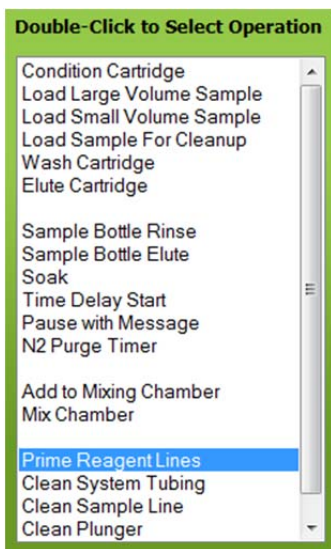 Double-Click to Select Operation
Condition Cartridge
Load Large Volume Sample
Load Small Volume Sample
Load Sample For Cleanup
Wash Cartridge
Elute Cartridge
Sample Bottle Rinse
Sample Bottle Elute
Soak
Time Delay Start
Pause with Message
N2 Purge Timer
Add to Mixing Chamber
Mix Chamber
Prime Reagent Lines
Clean System Tubing
Clean Sample Line
Clean Plunger